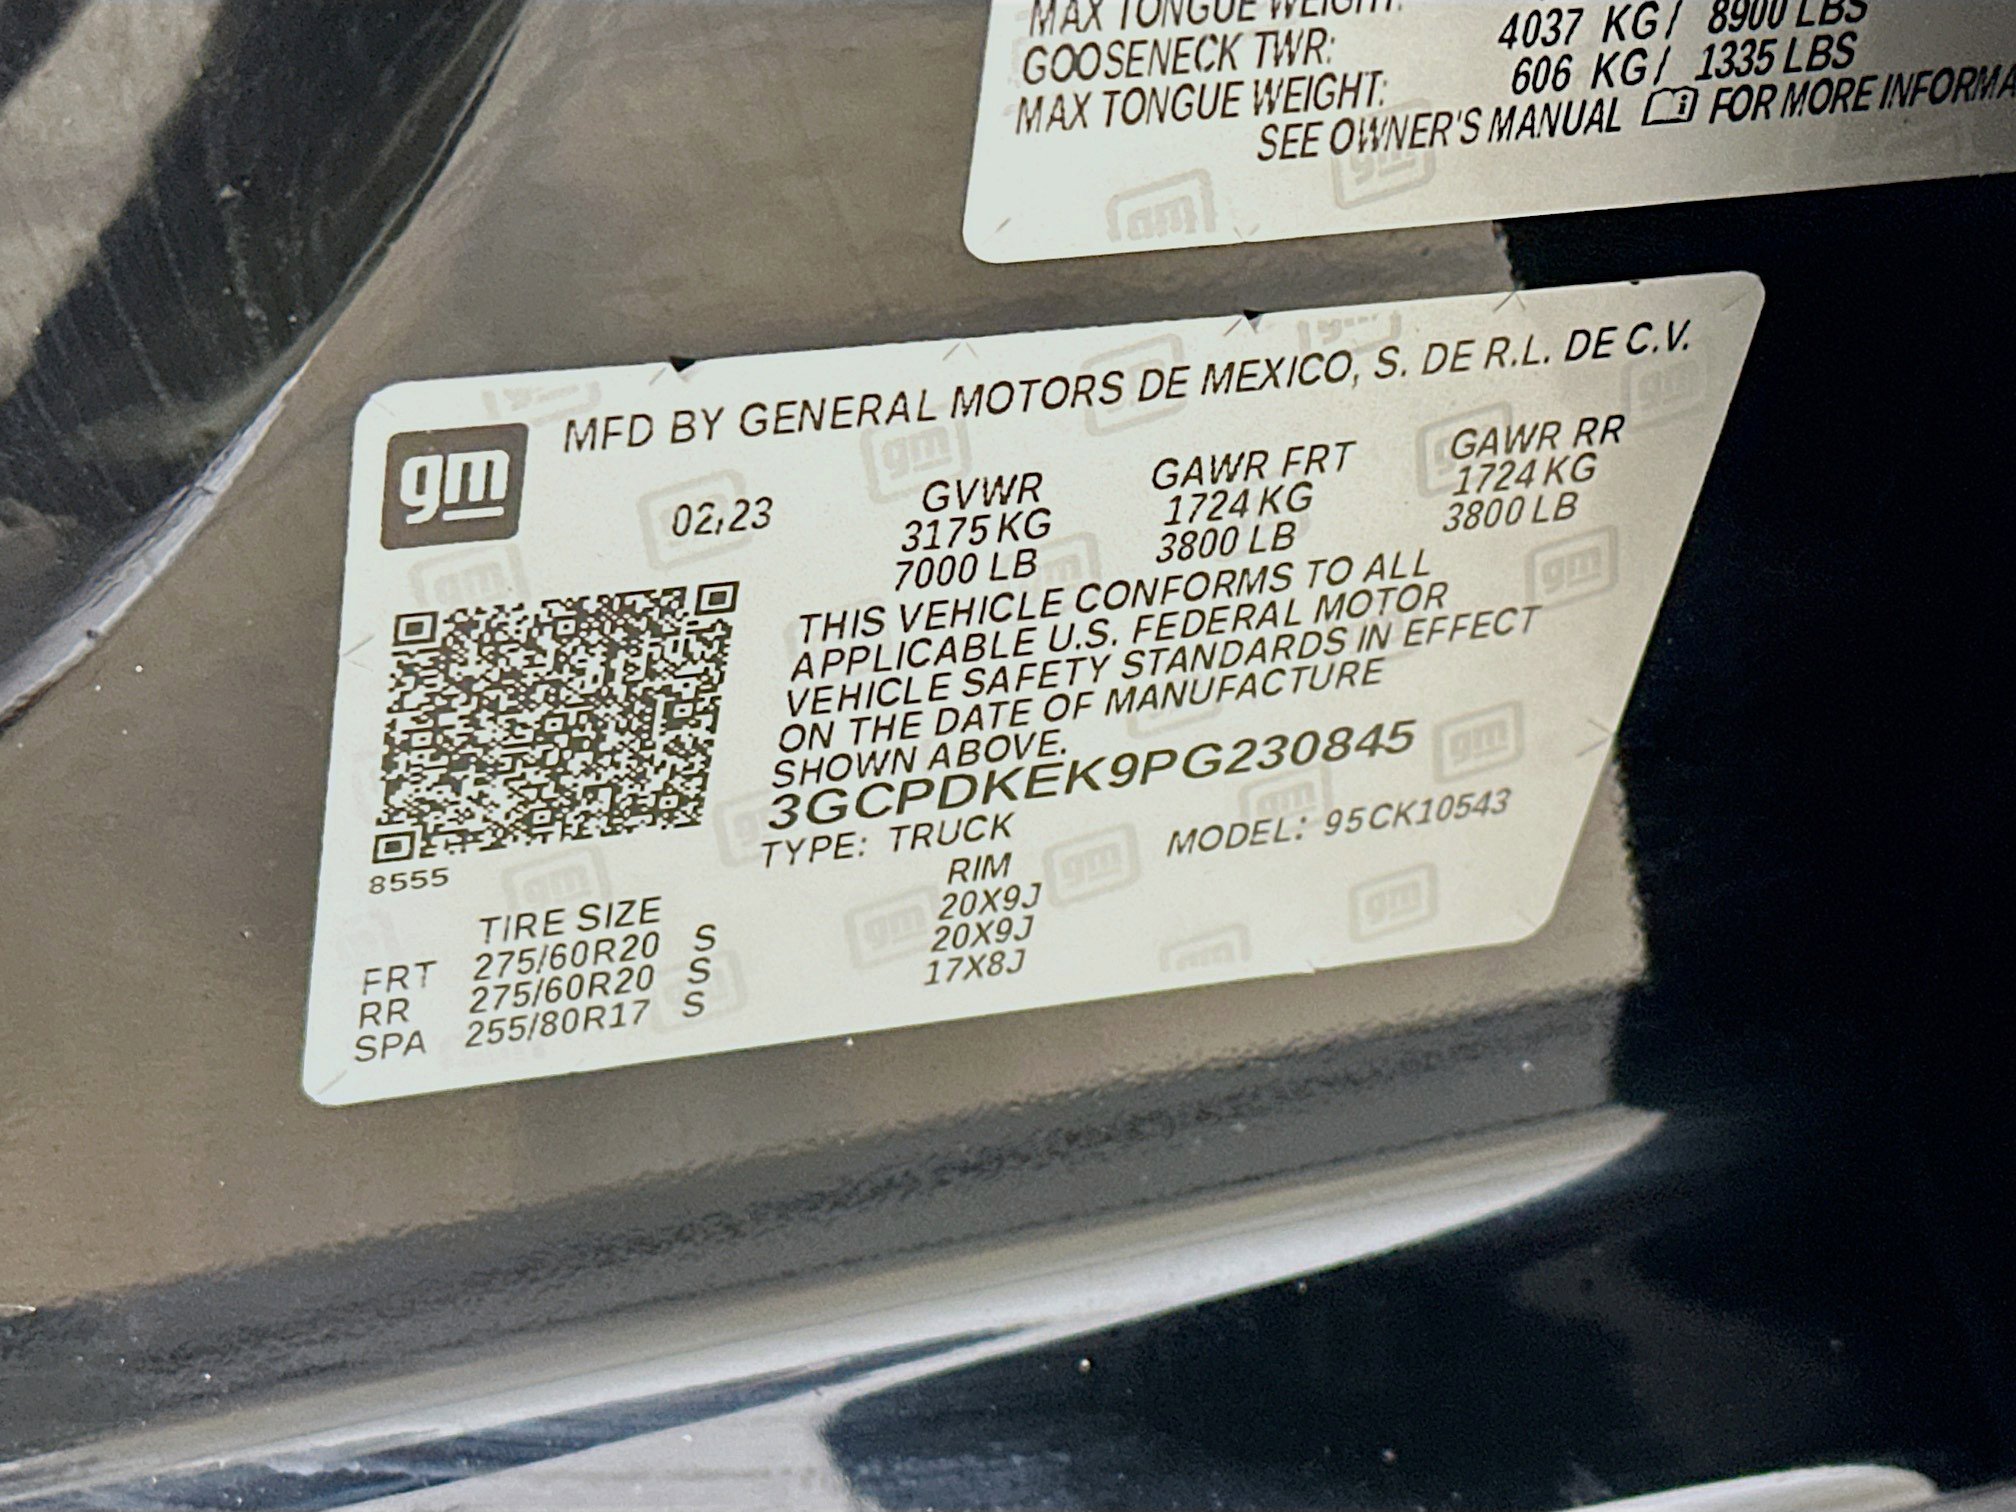 MAX TONGUE WEIGHT:
GOOSENECK TWR: 4037 KG/ 8900 LBS
MAX TONGUE WEIGHT: 606 KG/ 1335 LBS
SEE OWNER'S MANUAL FOR MORE INFORMA
gm
MFD BY GENERAL MOTORS DE MEXICO, S. DE R.L. DE C.V.
02/23 GVWR GAWR FRT GAWR RR
3175 KG 1724 KG 1724 KG
7000 LB 3800 LB 3800 LB
THIS VEHICLE CONFORMS TO ALL
APPLICABLE U.S. FEDERAL MOTOR
VEHICLE SAFETY STANDARDS IN EFFECT
ON THE DATE OF MANUFACTURE
SHOWN ABOVE.
3GCPDKEK9PG230845
TYPE: TRUCK MODEL: 95CK10543
8555
TIRE SIZE RIM
FRT 275/60R20 S 20X9J
RR 275/60R20 S 20X9J
SPA 255/80R17 S 17X8J